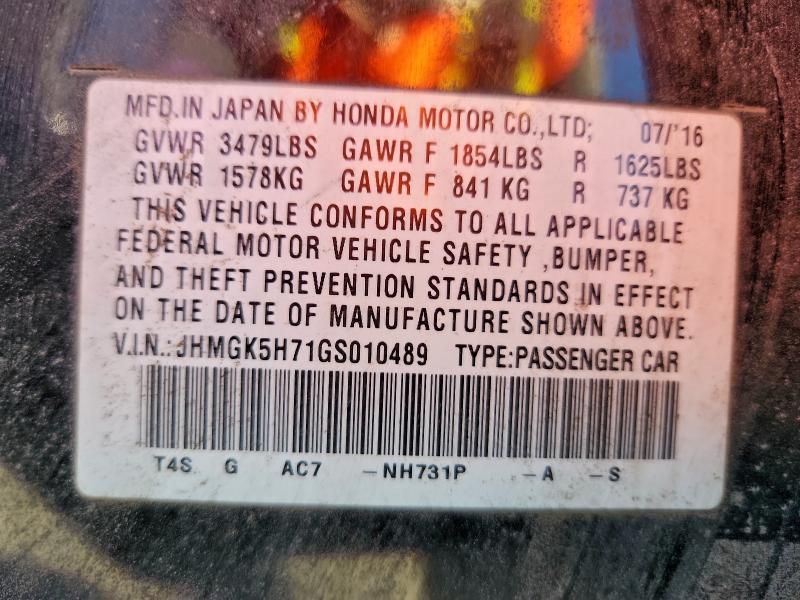 MFD.IN JAPAN BY HONDA MOTOR CO.,LTD; 07/'16
GVWR 3479LBS GAWR F 1854LBS R 1625LBS
GVWR 1578KG GAWR F 841 KG R 737 KG
THIS VEHICLE CONFORMS TO ALL APPLICABLE
FEDERAL MOTOR VEHICLE SAFETY ,BUMPER,
AND THEFT PREVENTION STANDARDS IN EFFECT
ON THE DATE OF MANUFACTURE SHOWN ABOVE.
V.I.N.: JHMGK5H71GS010489 TYPE:PASSENGER CAR
T4S G AC7 –NH731P –A –S